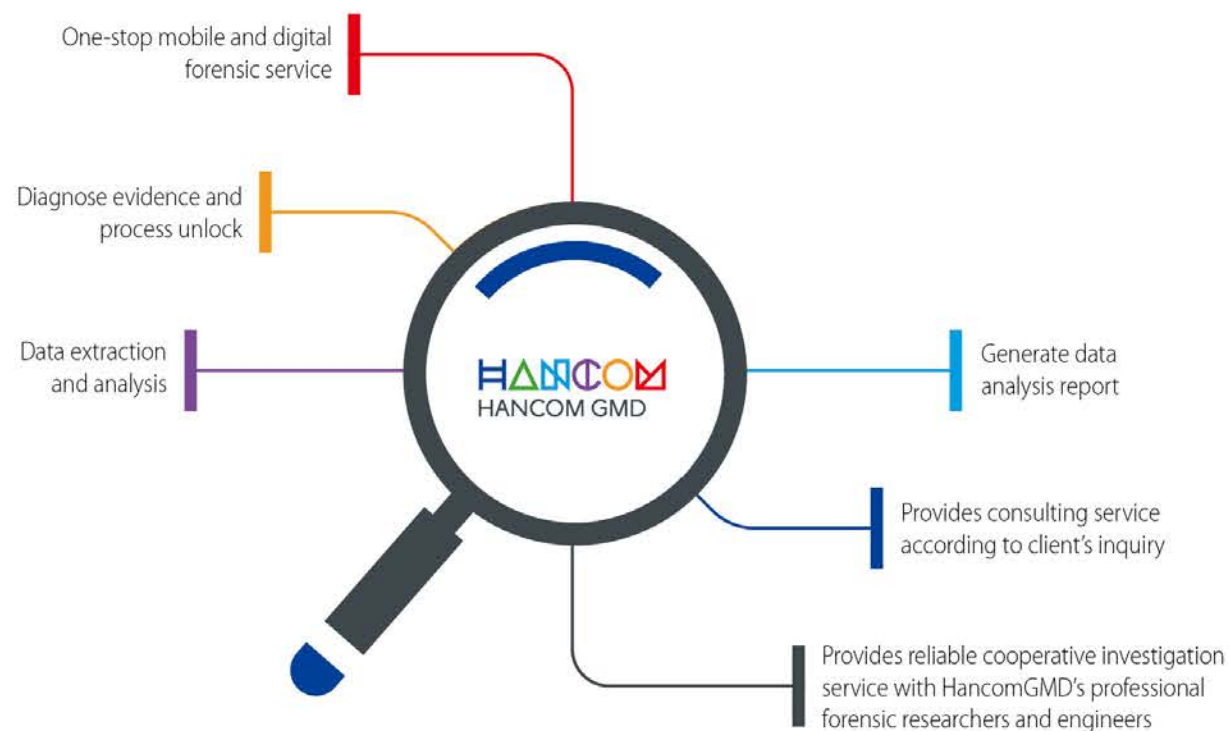 One-stop mobile and digital
forensic service
Diagnose evidence and
process unlock
Data extraction
and analysis
HANCOM
HANCOM GMD
Generate data
analysis report
Provides consulting service
according to client's inquiry
Provides reliable cooperative investigation
service with HancomGMD's professional
forensic researchers and engineers